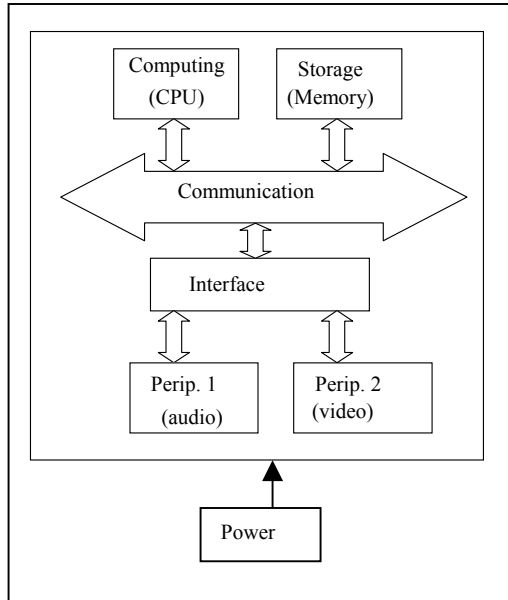 Computing
(CPU)
Storage
(Memory)
Communication
Interface
Perip. 1
(audio)
Perip. 2
(video)
Power